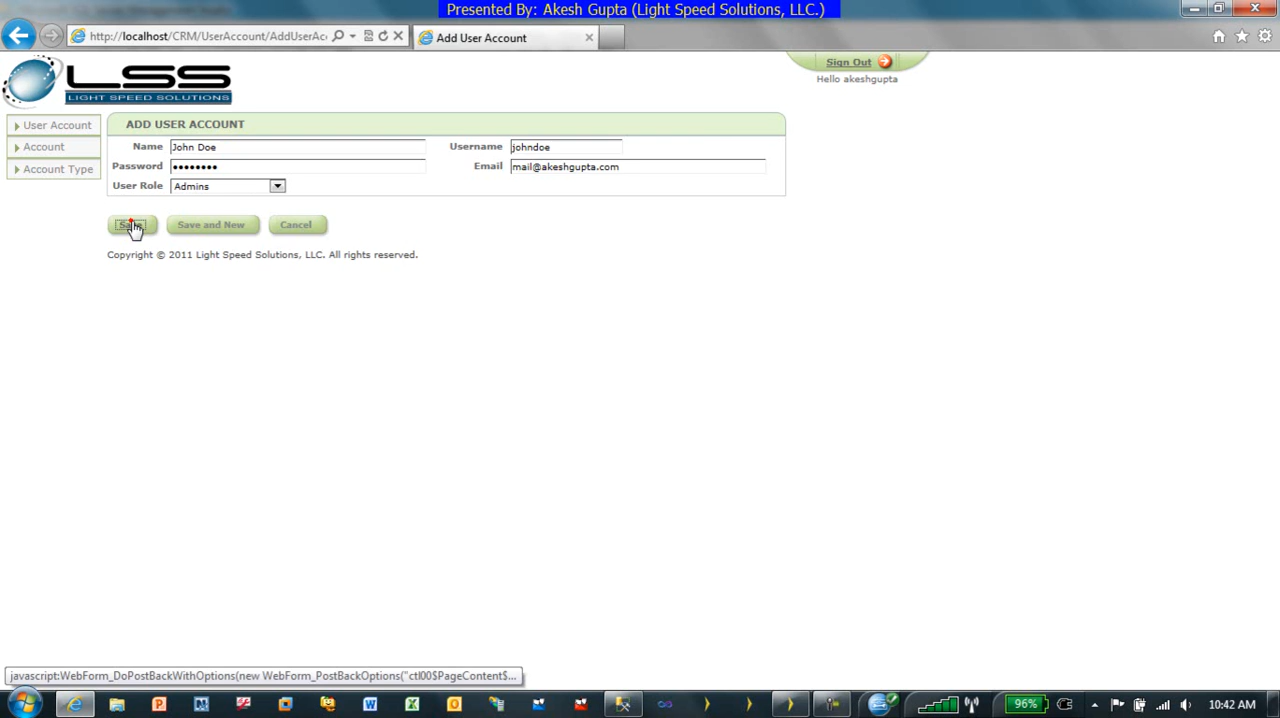 Presented By: Akesh Gupta (Light Speed Solutions, LLC.)
http://localhost/CRM/UserAccount/AddUserAc
Add User Account
LSS
LIGHT SPEED SOLUTIONS
Sign Out
Hello akeshgupta
User Account
Account
Account Type
ADD USER ACCOUNT
Name John Doe Username johndoe
Password •••••••• Email mail@akeshgupta.com
User Role Admins
Save Save and New Cancel
Copyright © 2011 Light Speed Solutions, LLC. All rights reserved.
javascript:WebForm_DoPostBackWithOptions(new WebForm_PostBackOptions("ctl00$PageContent$...
96% 10:42 AM